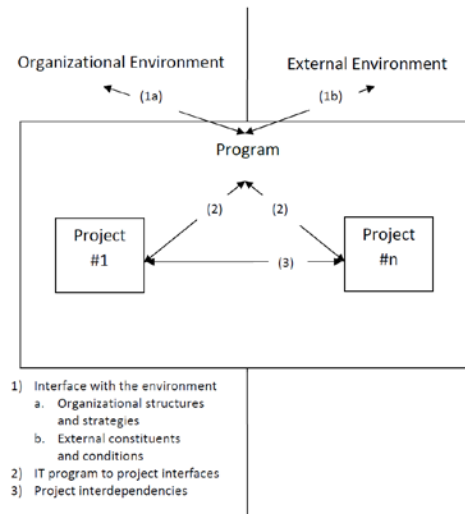 Organizational Environment
External Environment
(1a)
(1b)
Program
(2)
(2)
Project
#1
Project
#n
(3)
1) Interface with the environment
a. Organizational structures
and strategies
b. External constituents
and conditions
2) IT program to project interfaces
3) Project interdependencies